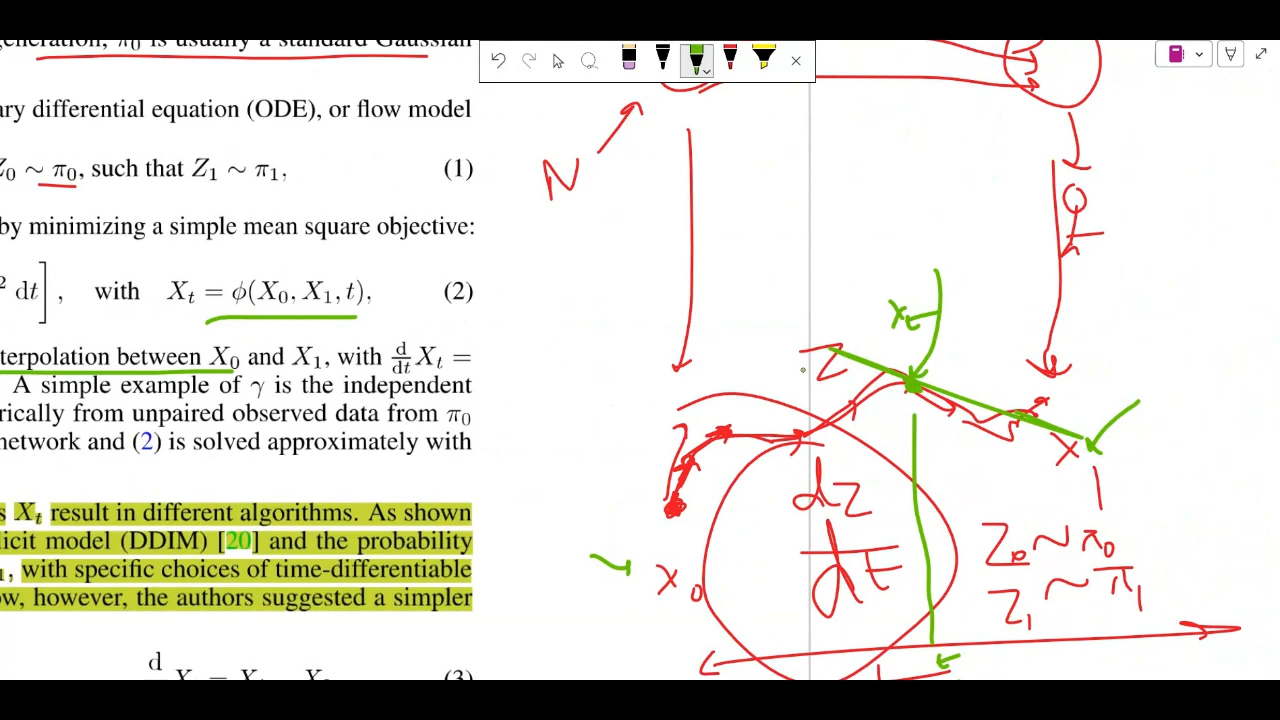 generation, π₀ is usually a standard Gaussian
ary differential equation (ODE), or flow model
Z₀ ∼ π₀, such that Z₁ ∼ π₁, (1)
by minimizing a simple mean square objective:
² dt], with Xₜ = ϕ(X₀, X₁, t), (2)
terpolation between X₀ and X₁, with d/dt Xₜ =
A simple example of γ is the independent
rically from unpaired observed data from π₀
network and (2) is solved approximately with
s Xₜ result in different algorithms. As shown
licit model (DDIM) [20] and the probability
₁, with specific choices of time-differentiable
ow, however, the authors suggested a simpler
d
(3)
N
xₜ
Z
X₁
dz/dt
X₀
Z₀ ~ π₀
Z₁ ~ π₁